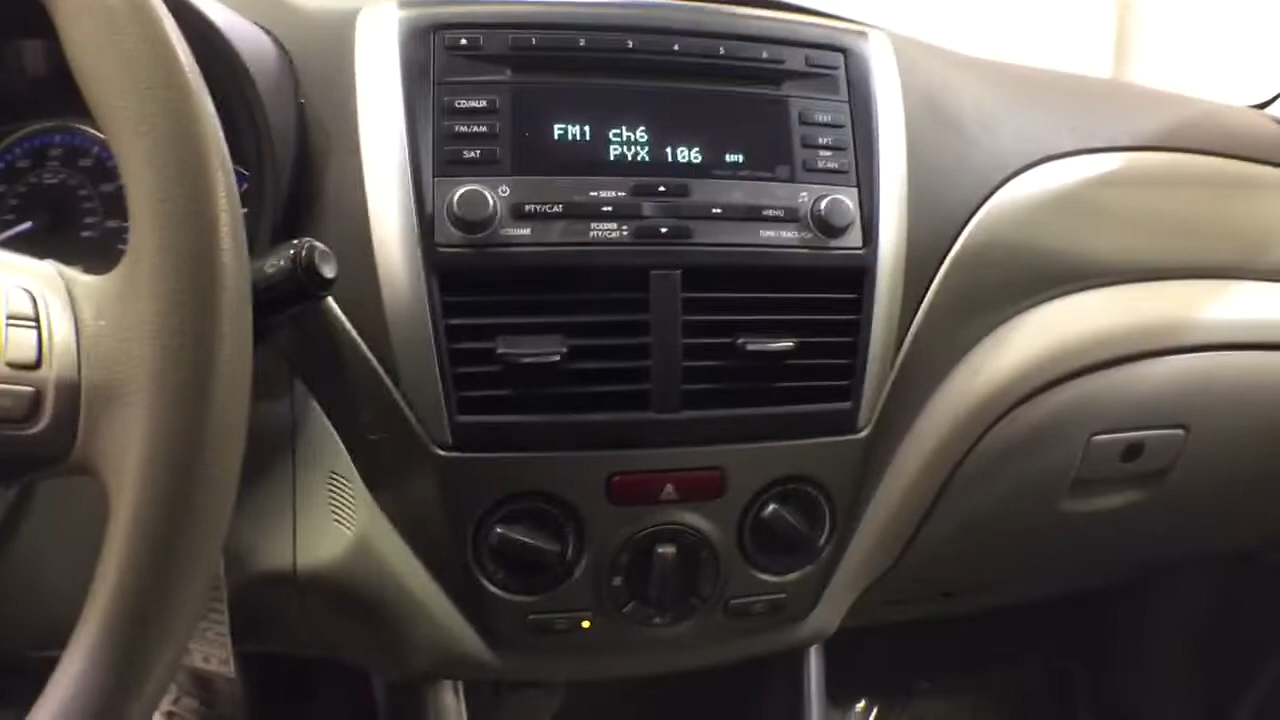 1 2 3 4 5 6
CD/AUX
FM/AM
SAT
FM1 ch6
PYX 106
TEXT
RPT
SCAN
SEEK
PTY/CAT
MENU
VOLUME
FOLDER
PTY/CAT